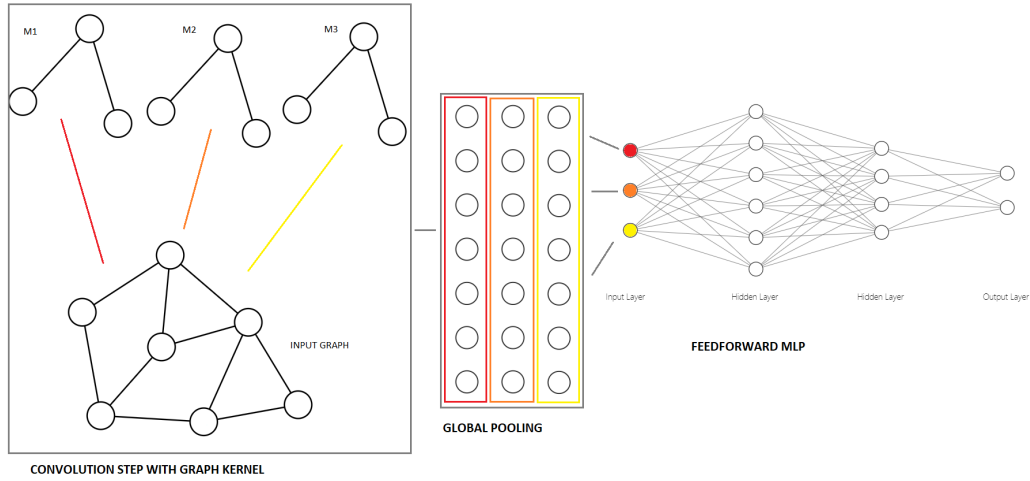 M1
M2
M3
INPUT GRAPH
CONVOLUTION STEP WITH GRAPH KERNEL
GLOBAL POOLING
Input Layer
Hidden Layer
Hidden Layer
Output Layer
FEEDFORWARD MLP